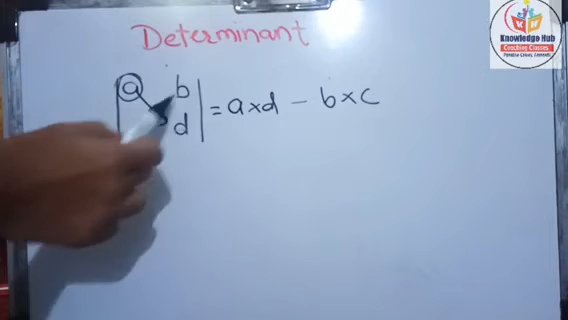 Determinant
a b
d
= a×d − b×c
Knowledge Hub
Coaching Classes